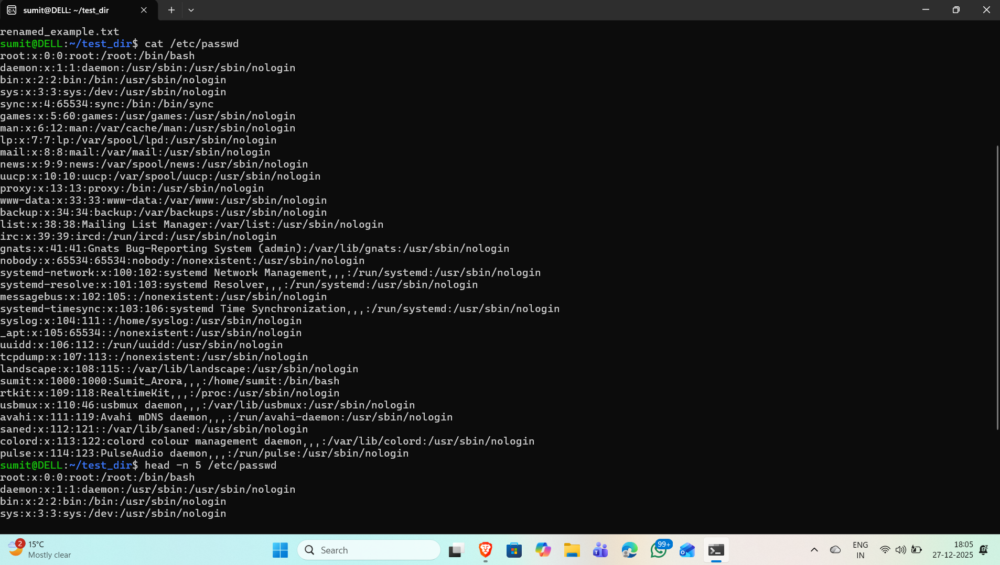 sumit@DELL: ~/test_dir
renamed_example.txt
sumit@DELL:~/test_dir$ cat /etc/passwd
root:x:0:0:root:/root:/bin/bash
daemon:x:1:1:daemon:/usr/sbin:/usr/sbin/nologin
bin:x:2:2:bin:/bin:/usr/sbin/nologin
sys:x:3:3:sys:/dev:/usr/sbin/nologin
sync:x:4:65534:sync:/bin:/bin/sync
games:x:5:60:games:/usr/games:/usr/sbin/nologin
man:x:6:12:man:/var/cache/man:/usr/sbin/nologin
lp:x:7:7:lp:/var/spool/lpd:/usr/sbin/nologin
mail:x:8:8:mail:/var/mail:/usr/sbin/nologin
news:x:9:9:news:/var/spool/news:/usr/sbin/nologin
uucp:x:10:10:uucp:/var/spool/uucp:/usr/sbin/nologin
proxy:x:13:13:proxy:/bin:/usr/sbin/nologin
www-data:x:33:33:www-data:/var/www:/usr/sbin/nologin
backup:x:34:34:backup:/var/backups:/usr/sbin/nologin
list:x:38:38:Mailing List Manager:/var/list:/usr/sbin/nologin
irc:x:39:39:ircd:/run/ircd:/usr/sbin/nologin
gnats:x:41:41:Gnats Bug-Reporting System (admin):/var/lib/gnats:/usr/sbin/nologin
nobody:x:65534:65534:nobody:/nonexistent:/usr/sbin/nologin
systemd-network:x:100:102:systemd Network Management,,,:/run/systemd:/usr/sbin/nologin
systemd-resolve:x:101:103:systemd Resolver,,,:/run/systemd:/usr/sbin/nologin
messagebus:x:102:105::/nonexistent:/usr/sbin/nologin
systemd-timesync:x:103:106:systemd Time Synchronization,,,:/run/systemd:/usr/sbin/nologin
syslog:x:104:111::/home/syslog:/usr/sbin/nologin
_apt:x:105:65534::/nonexistent:/usr/sbin/nologin
uuidd:x:106:112::/run/uuidd:/usr/sbin/nologin
tcpdump:x:107:113::/nonexistent:/usr/sbin/nologin
landscape:x:108:115::/var/lib/landscape:/usr/sbin/nologin
sumit:x:1000:1000:Sumit_Arora,,,:/home/sumit:/bin/bash
rtkit:x:109:118:RealtimeKit,,,:/proc:/usr/sbin/nologin
usbmux:x:110:46:usbmux daemon,,,:/var/lib/usbmux:/usr/sbin/nologin
avahi:x:111:119:Avahi mDNS daemon,,,:/run/avahi-daemon:/usr/sbin/nologin
saned:x:112:121::/var/lib/saned:/usr/sbin/nologin
colord:x:113:122:colord colour management daemon,,,:/var/lib/colord:/usr/sbin/nologin
pulse:x:114:123:PulseAudio daemon,,,:/run/pulse:/usr/sbin/nologin
sumit@DELL:~/test_dir$ head -n 5 /etc/passwd
root:x:0:0:root:/root:/bin/bash
daemon:x:1:1:daemon:/usr/sbin:/usr/sbin/nologin
bin:x:2:2:bin:/bin:/usr/sbin/nologin
sys:x:3:3:sys:/dev:/usr/sbin/nologin
2
15°C
Mostly clear
Search
99+
ENG
IN
18:05
27-12-2025